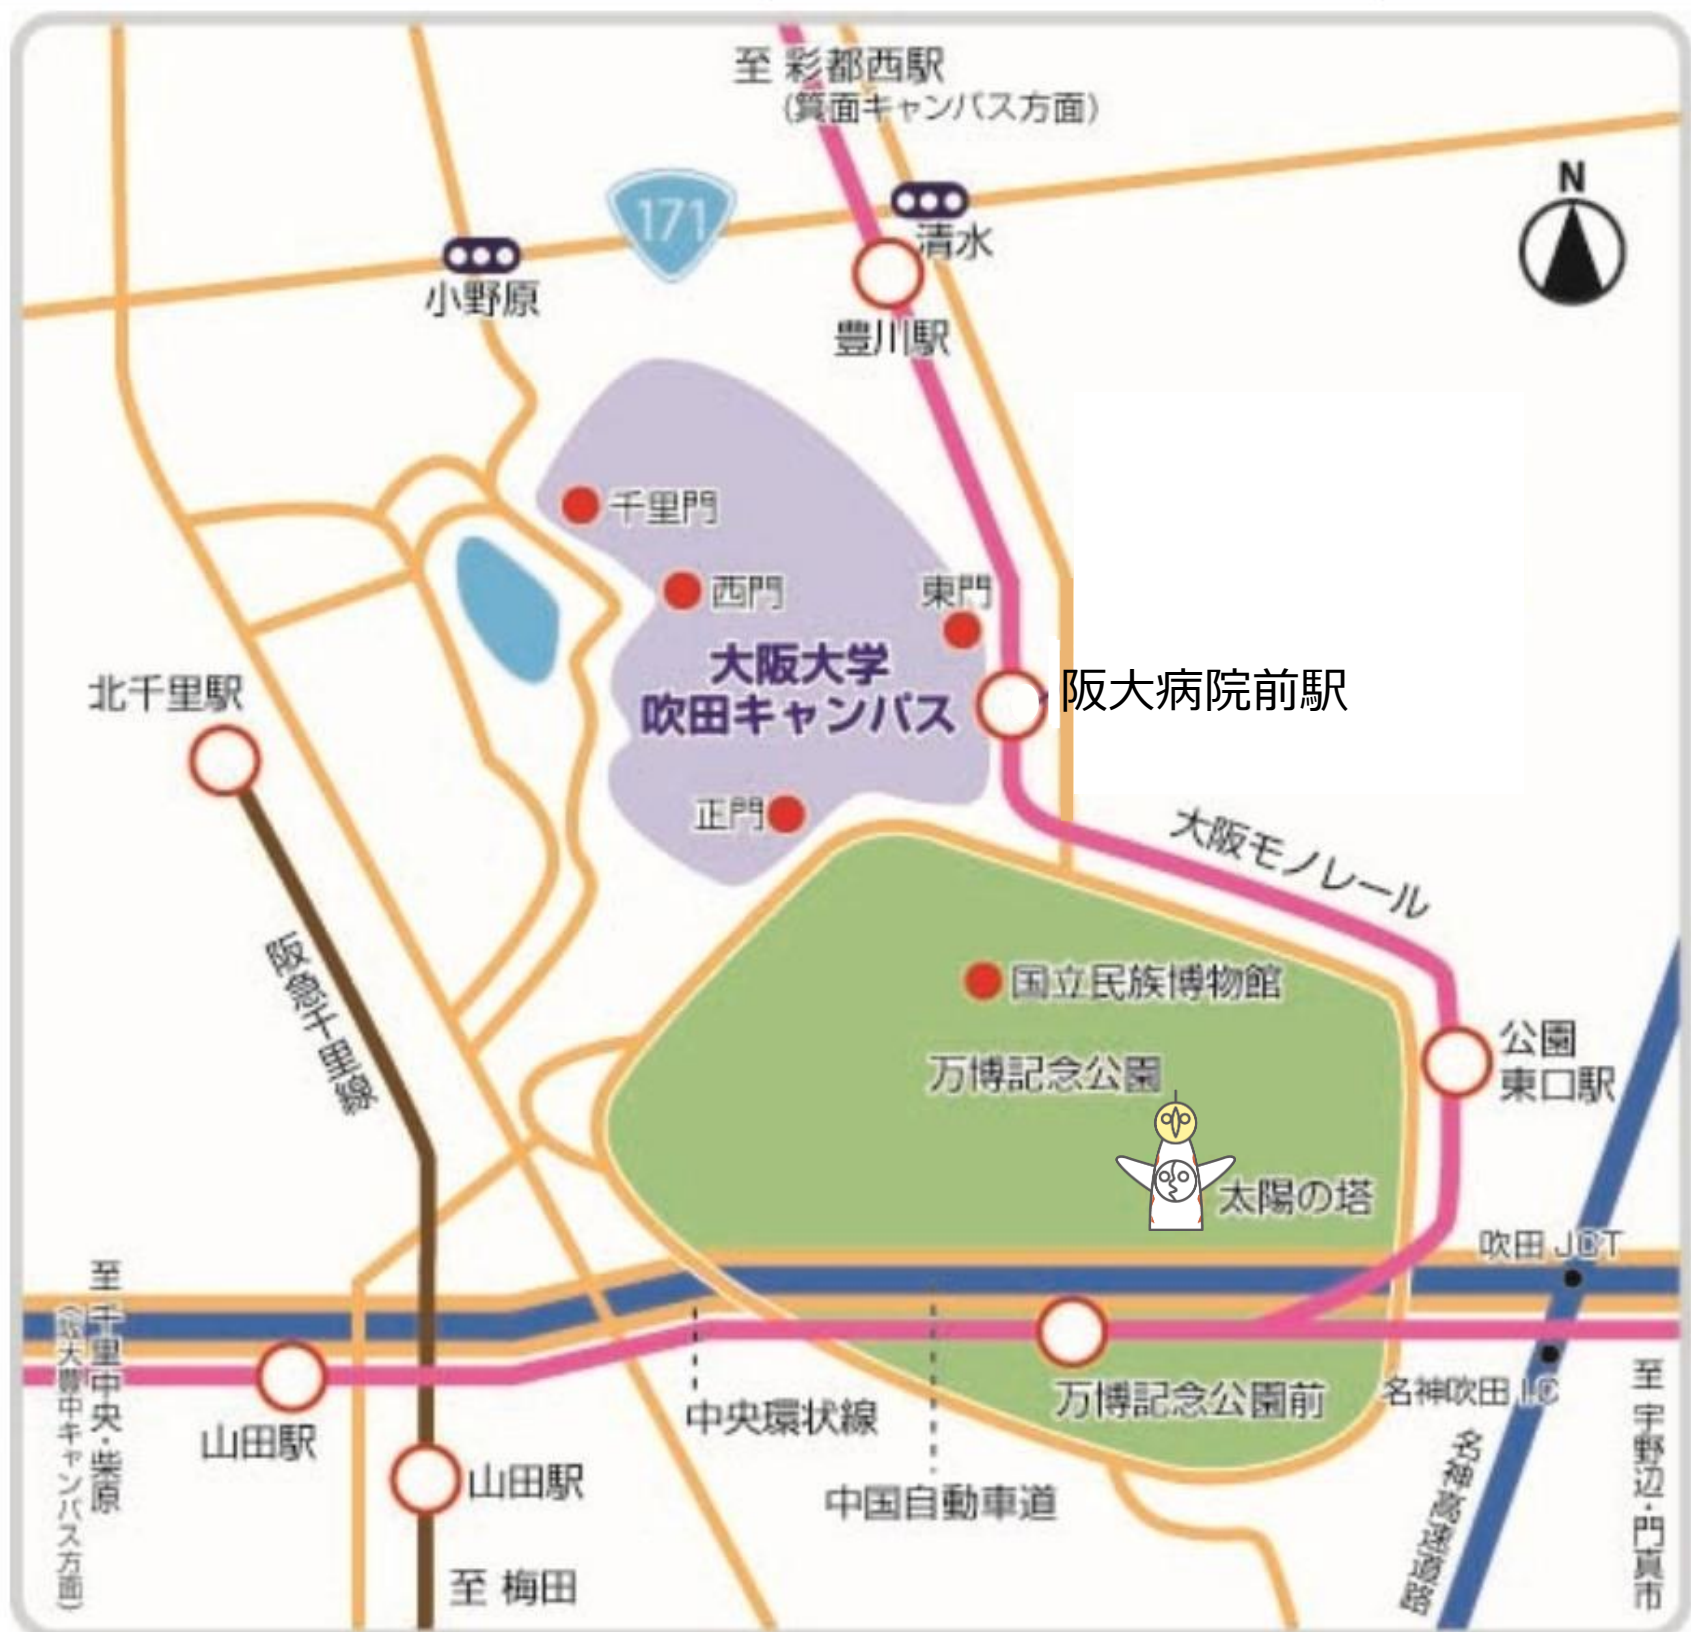 至 彩都西駅
(箕面キャンパス方面)
N
171
清水
小野原
豊川駅
千里門
西門
東門
大阪大学
吹田キャンパス
阪大病院前駅
北千里駅
正門
大阪モノレール
阪急千里線
国立民族博物館
公園
東口駅
万博記念公園
太陽の塔
吹田 JCT
至 千里中央・柴原
(阪大豊中キャンパス方面)
山田駅
中央環状線
万博記念公園前
名神吹田 I.C
至 宇野辺・門真市
山田駅
中国自動車道
名神高速道路
至 梅田